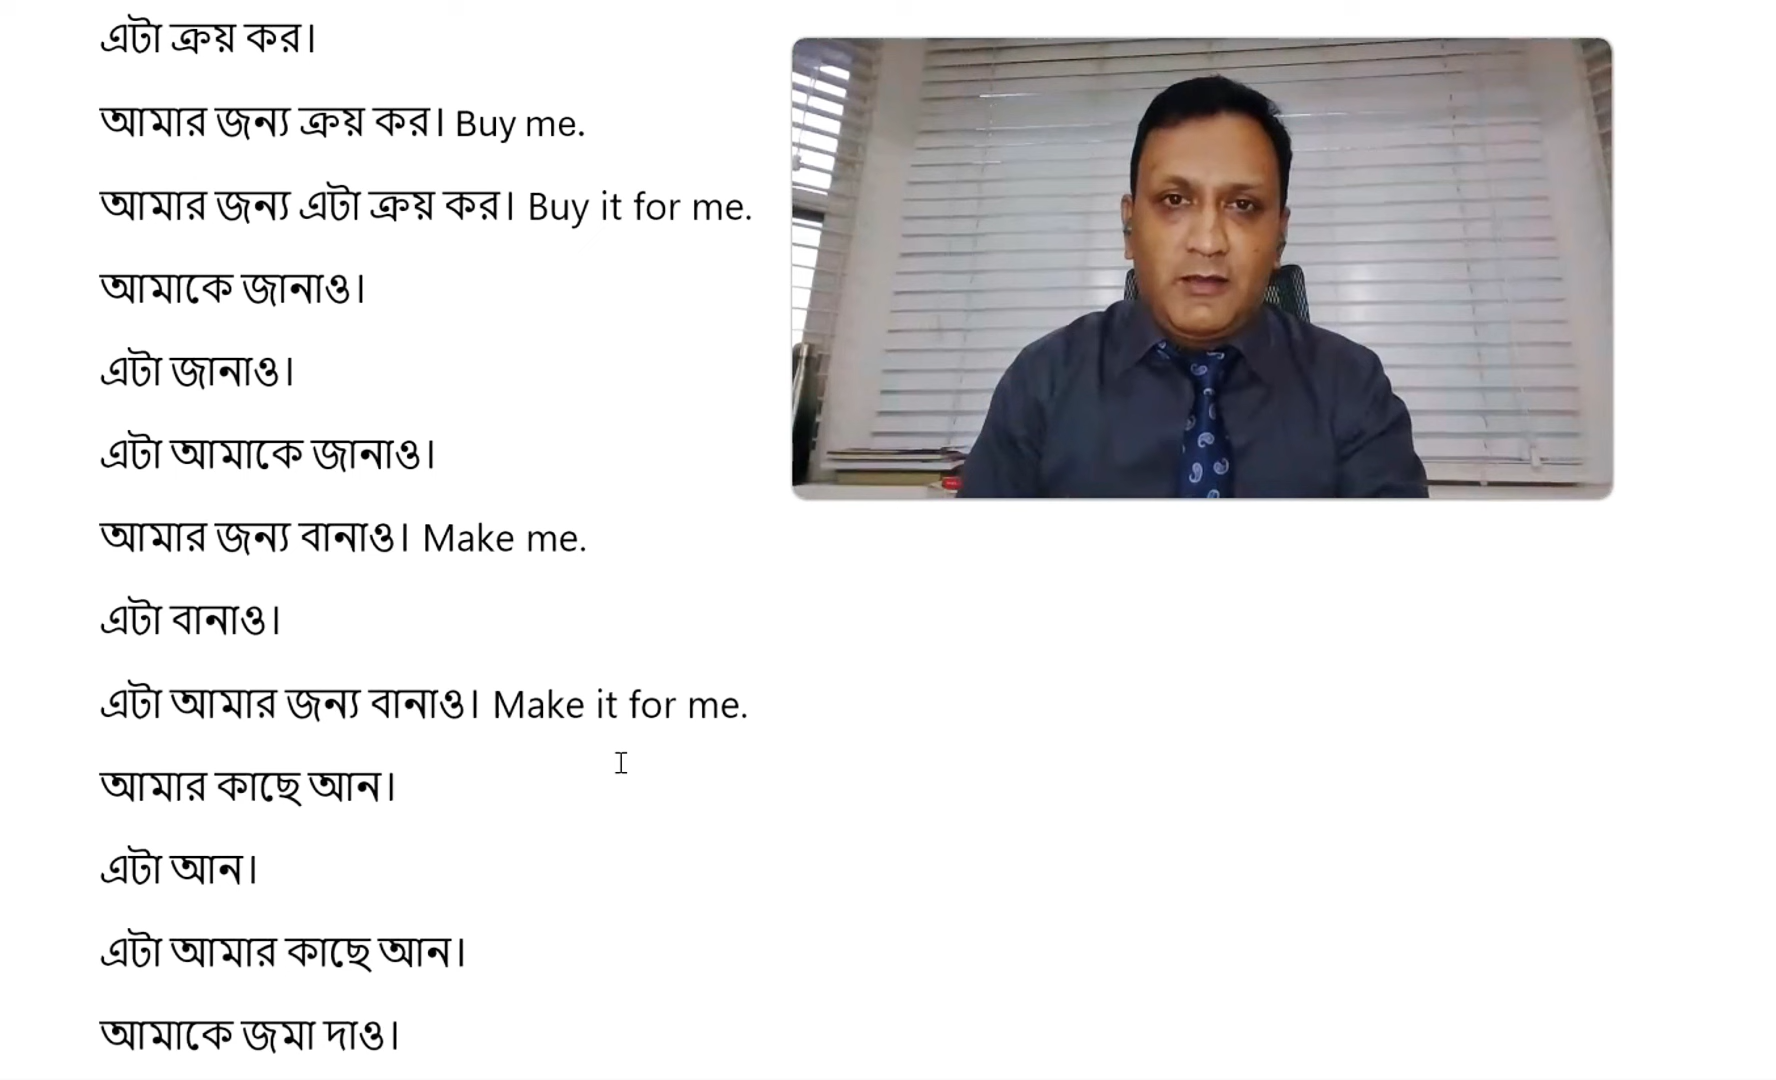 এটা ক্রয় কর।
আমার জন্য ক্রয় কর। Buy me.
আমার জন্য এটা ক্রয় কর। Buy it for me.
আমাকে জানাও।
এটা জানাও।
এটা আমাকে জানাও।
আমার জন্য বানাও। Make me.
এটা বানাও।
এটা আমার জন্য বানাও। Make it for me.
আমার কাছে আন।
এটা আন।
এটা আমার কাছে আন।
আমাকে জমা দাও।